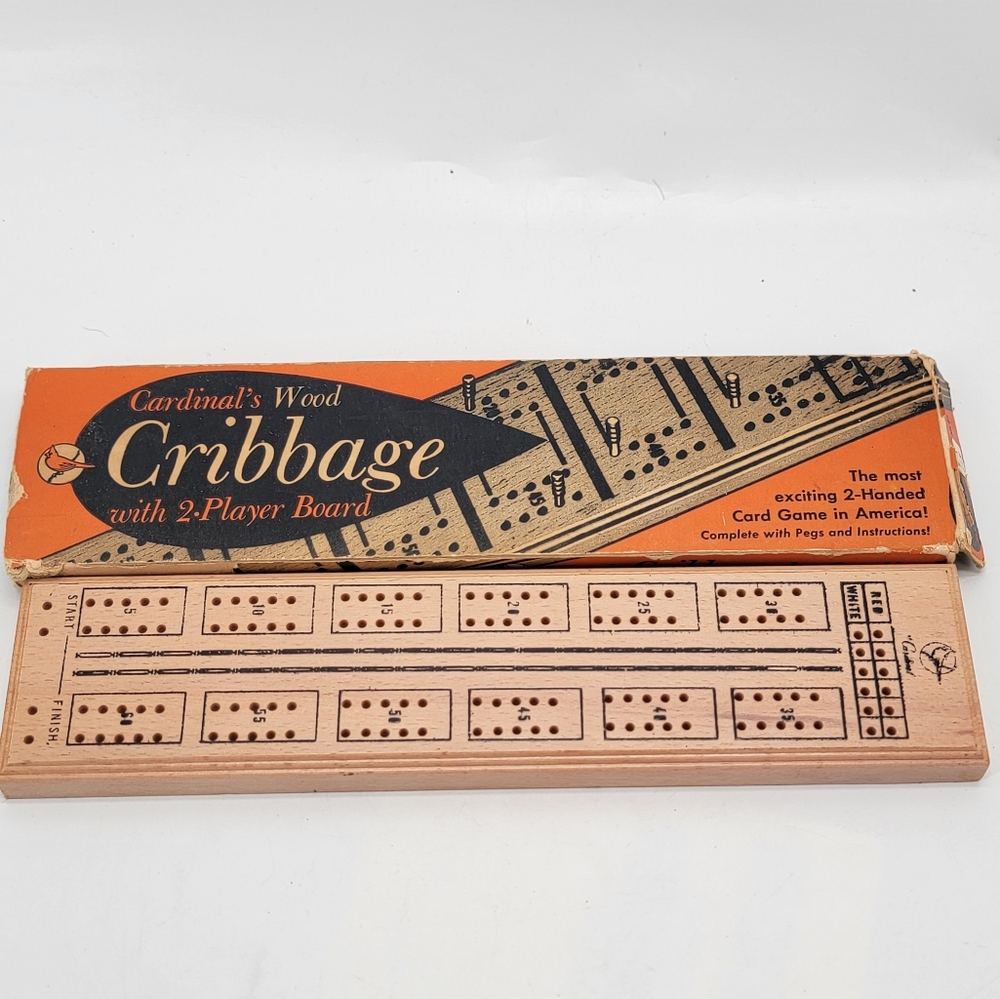 Cardinal's Wood
Cribbage
with 2-Player Board
The most
exciting 2-Handed
Card Game in America!
Complete with Pegs and Instructions!
START
5
10
15
20
25
30
RED
WHITE
"Cardinal"
FINISH
60
55
50
45
40
35